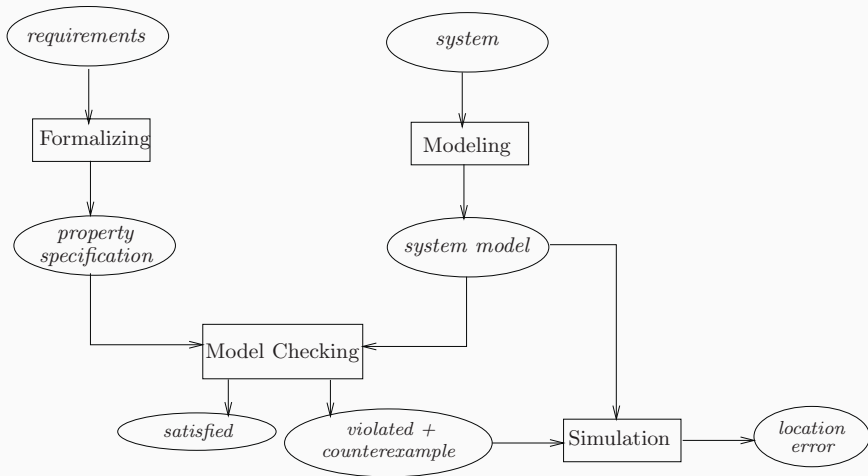 requirements
system
Formalizing
Modeling
property
specification
system model
Model Checking
satisfied
violated +
counterexample
Simulation
location
error